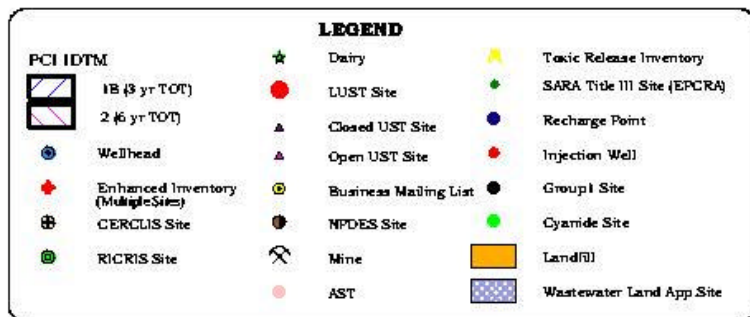 LEGEND
PCI IDTM
1B (3 yr TOT)
2 (6 yr TOT)
Wellhead
Enhanced Inventory
(Multiple Sites)
CERCLIS Site
RICRIS Site
Dairy
LUST Site
Closed UST Site
Open UST Site
Business Mailing List
NPDES Site
Mine
AST
Toxic Release Inventory
SARA Title III Site (EPCRA)
Recharge Point
Injection Well
Group1 Site
Cyanide Site
Landfill
Wastewater Land App. Site